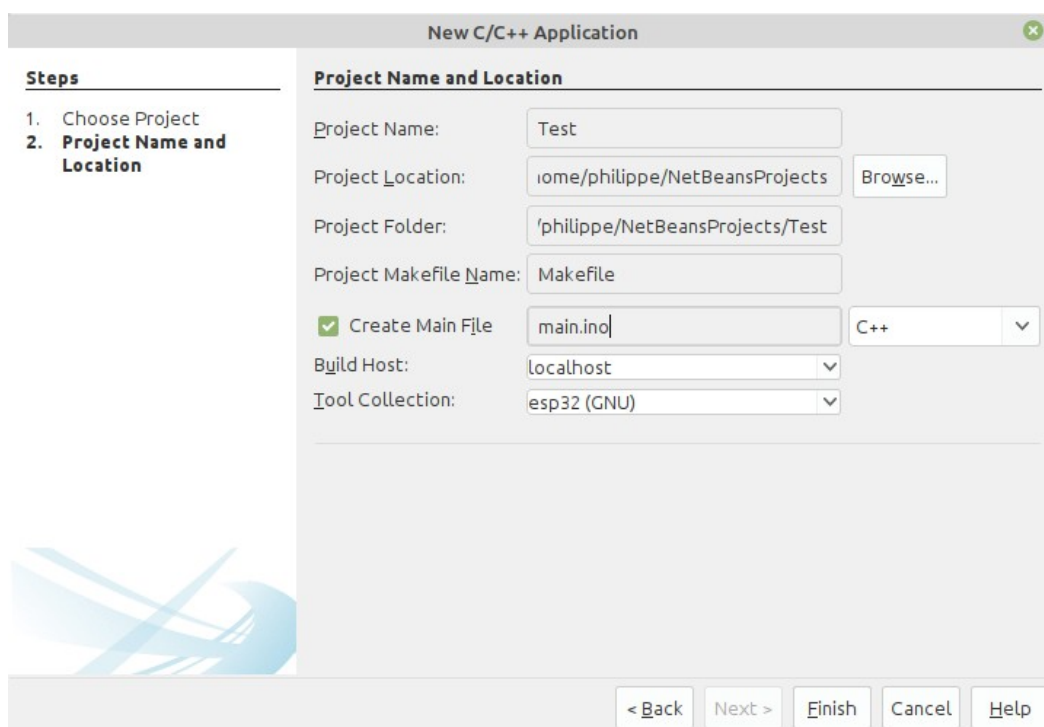 New C/C++ Application
Steps
1. Choose Project
2. Project Name and
Location
Project Name and Location
Project Name: Test
Project Location: ome/philippe/NetBeansProjects Browse...
Project Folder: /philippe/NetBeansProjects/Test
Project Makefile Name: Makefile
Create Main File main.ino C++
Build Host: localhost
Tool Collection: esp32 (GNU)
< Back Next > Finish Cancel Help